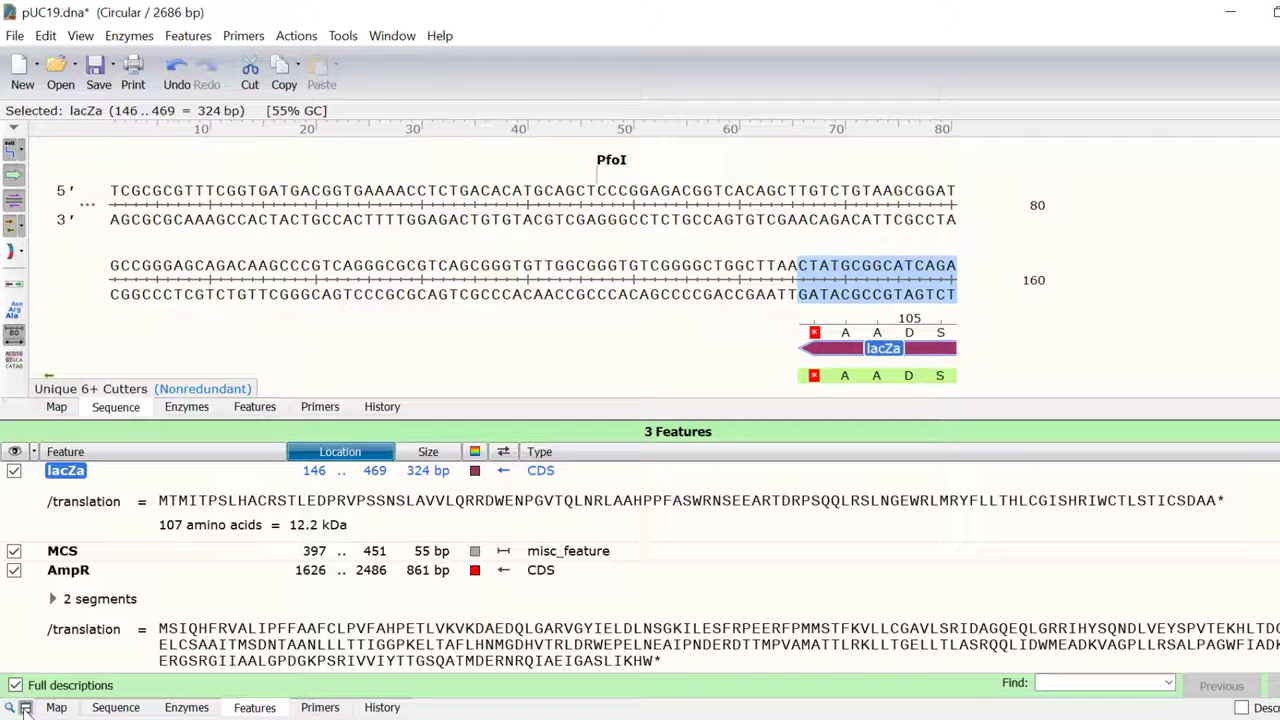 pUC19.dna* (Circular / 2686 bp)
File Edit View Enzymes Features Primers Actions Tools Window Help
New Open Save Print Undo Redo Cut Copy Paste
Selected: lacZa (146 .. 469 = 324 bp) [55% GC]
10 20 30 40 50 60 70 80
PfoI
5′ TCGCGCGTTTCGGTGATGACGGTGAAAACCTCTGACACATGCAGCTCCCGGAGACGGTCACAGCTTGTCTGTAAGCGGAT
... 80
3′ AGCGCGCAAAGCCACTACTGCCACTTTTGGAGACTGTGTACGTCGAGGGCCTCTGCCAGTGTCGAACAGACATTCGCCTA
GCCGGGAGCAGACAAGCCCGTCAGGGCGCGTCAGCGGGTGTTGGCGGGTGTCGGGGCTGGCTTAACTATGCGGCATCAGA
160
CGGCCCTCGTCTGTTCGGGCAGTCCCGCGCAGTCGCCCACAACCGCCCACAGCCCCGACCGAATTGATACGCCGTAGTCT
105
* A A D S
lacZa
* A A D S
Unique 6+ Cutters (Nonredundant)
Map Sequence Enzymes Features Primers History
3 Features
Feature Location Size Type
lacZa 146 .. 469 324 bp CDS
/translation = MTMITPSLHACRSTLEDPRVPSSNSLAVVLQRRDWENPGVTQLNRLAAHPPFASWRNSEEARTDRPSQQLRSLNGEWRLMRYFLLTHLCGISHRIWCTLSTICSDAA*
107 amino acids = 12.2 kDa
MCS 397 .. 451 55 bp misc_feature
AmpR 1626 .. 2486 861 bp CDS
2 segments
/translation = MSIQHFRVALIPFFAAFCLPVFAHPETLVKVKDAEDQLGARVGYIELDLNSGKILESFRPEERFPMMSTFKVLLCGAVLSRIDAGQEQLGRRIHYSQNDLVEYSPVTEKHLTDG
ELCSAAITMSDNTAANLLLTTIGGPKELTAFLHNMGDHVTRLDRWEPELNEAIPNDERDTTMPVAMATTLRKLLTGELLTLASRQQLIDWMEADKVAGPLLRSALPAGWFIADK
ERGSRGIIAALGPDGKPSRIVVIYTTGSQATMDERNRQIAEIGASLIKHW*
Full descriptions Find: Previous
Map Sequence Enzymes Features Primers History Descr